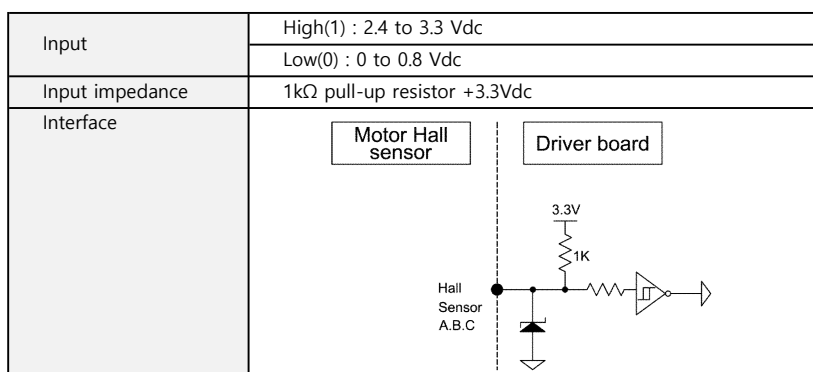 Input
High(1) : 2.4 to 3.3 Vdc
Low(0) : 0 to 0.8 Vdc
Input impedance
1kΩ pull-up resistor +3.3Vdc
Interface
Motor Hall
sensor
Driver board
3.3V
1K
Hall
Sensor
A.B.C